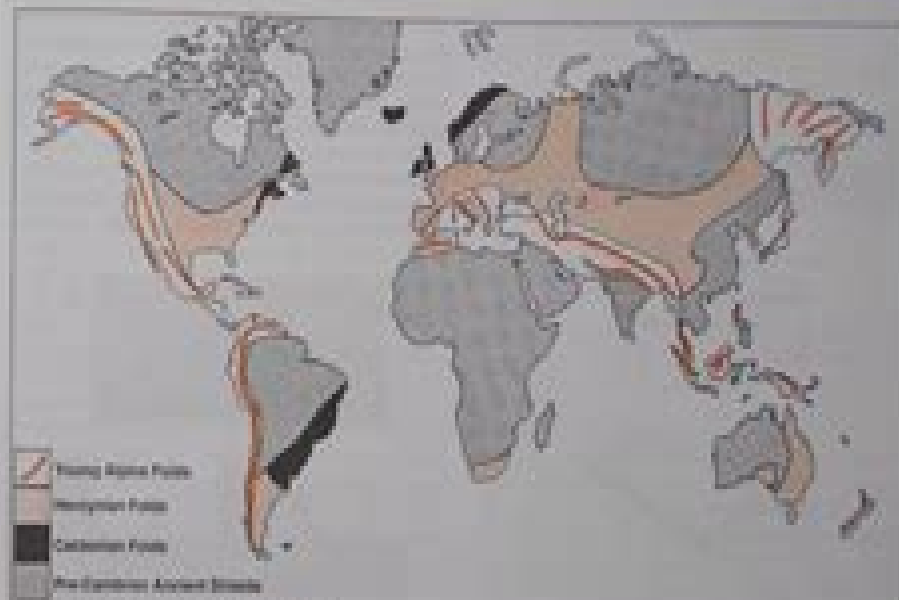 Young Alpine Folds
Hercynian Folds
Caledonian Folds
Pre-Cambrian Ancient Shields